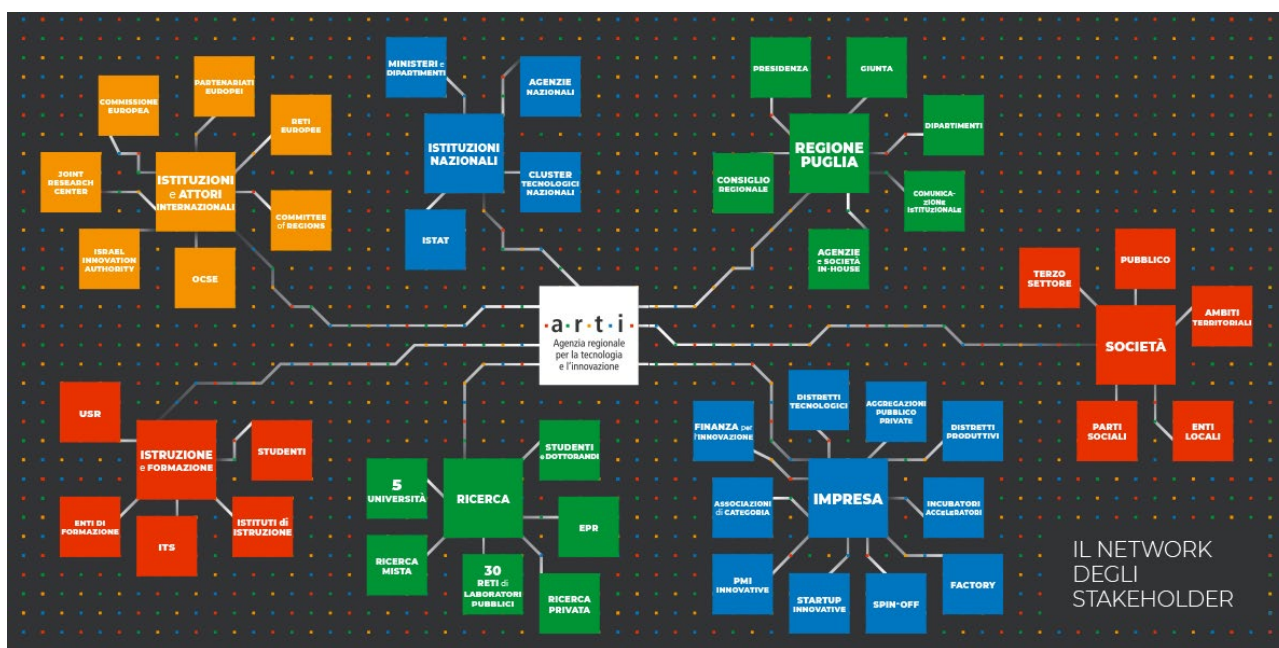 COMMISSIONE
EUROPEA
PARTENARIATI
EUROPEI
RETI
EUROPEE
JOINT
RESEARCH
CENTER
ISTITUZIONI
e ATTORI
INTERNAZIONALI
COMMITTEE
of REGIONS
ISRAEL
INNOVATION
AUTHORITY
OCSE
MINISTERI e
DIPARTIMENTI
AGENZIE
NAZIONALI
ISTITUZIONI
NAZIONALI
CLUSTER
TECNOLOGICI
NAZIONALI
ISTAT
PRESIDENZA
GIUNTA
REGIONE
PUGLIA
DIPARTIMENTI
CONSIGLIO
REGIONALE
COMUNICA-
ZIONE
ISTITUZIONALE
AGENZIE
e SOCIETÀ
IN-HOUSE
TERZO
SETTORE
PUBBLICO
AMBITI
TERRITORIALI
SOCIETÀ
PARTI
SOCIALI
ENTI
LOCALI
·a·r·t·i·
Agenzia regionale
per la tecnologia
e l'innovazione
USR
ISTRUZIONE
e FORMAZIONE
STUDENTI
ENTI DI
FORMAZIONE
ITS
ISTITUTI di
ISTRUZIONE
5
UNIVERSITÀ
RICERCA
STUDENTI
e DOTTORANDI
EPR
RICERCA
MISTA
30
RETI di
LABORATORI
PUBBLICI
RICERCA
PRIVATA
FINANZA per
l'INNOVAZIONE
DISTRETTI
TECNOLOGICI
AGGREGAZIONI
PUBBLICO
PRIVATE
DISTRETTI
PRODUTTIVI
ASSOCIAZIONI
di CATEGORIA
IMPRESA
INCUBATORI
ACCELERATORI
PMI
INNOVATIVE
STARTUP
INNOVATIVE
SPIN-OFF
FACTORY
IL NETWORK
DEGLI
STAKEHOLDER